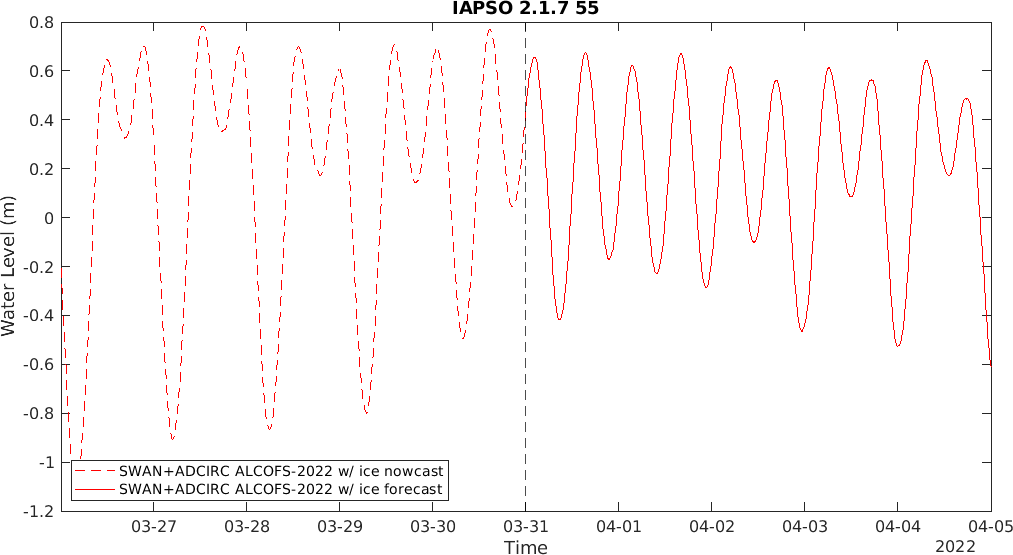 IAPSO 2.1.7 55
Water Level (m)
0.8
0.6
0.4
0.2
0
-0.2
-0.4
-0.6
-0.8
-1
-1.2
SWAN+ADCIRC ALCOFS-2022 w/ ice nowcast
SWAN+ADCIRC ALCOFS-2022 w/ ice forecast
03-27 03-28 03-29 03-30 03-31 04-01 04-02 04-03 04-04 04-05
Time
2022